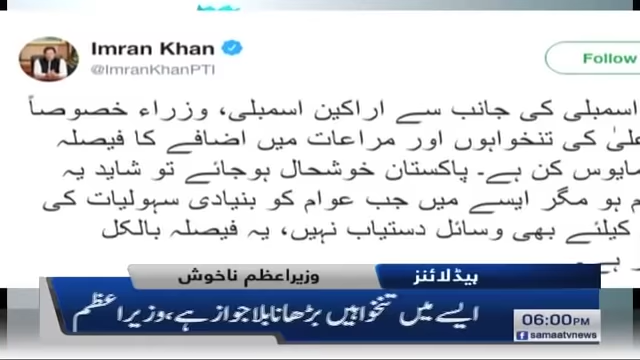 Imran Khan
@ImranKhanPTI
Follow
اسمبلی کی جانب سے اراکین اسمبلی، وزراء خصوصاً
کی تنخواہوں اور مراعات میں اضافے کا فیصلہ
مایوس کن ہے۔ پاکستان خوشحال ہوجائے تو شاید یہ
ہو مگر ایسے میں جب عوام کو بنیادی سہولیات کی
کیلئے بھی وسائل دستیاب نہیں، یہ فیصلہ بالکل
ہے۔
ہیڈلائنز
وزیراعظم ناخوش
ایسے میں تنخواہیں بڑھانا بلا جواز ہے، وزیراعظم
06:00PM
samaatvnews